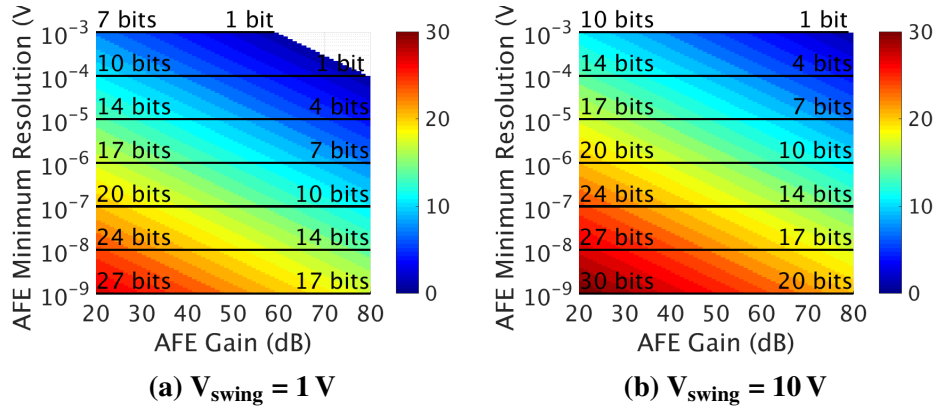 7 bits 1 bit
10 bits 1 bit
14 bits 4 bits
17 bits 7 bits
20 bits 10 bits
24 bits 14 bits
27 bits 17 bits
10⁻³
10⁻⁴
10⁻⁵
10⁻⁶
10⁻⁷
10⁻⁸
10⁻⁹
AFE Minimum Resolution (V
20 30 40 50 60 70 80
AFE Gain (dB)
30
20
10
0
(a) V_swing = 1 V
10 bits 1 bit
14 bits 4 bits
17 bits 7 bits
20 bits 10 bits
24 bits 14 bits
27 bits 17 bits
30 bits 20 bits
10⁻³
10⁻⁴
10⁻⁵
10⁻⁶
10⁻⁷
10⁻⁸
10⁻⁹
AFE Minimum Resolution (V
20 30 40 50 60 70 80
AFE Gain (dB)
30
20
10
0
(b) V_swing = 10 V